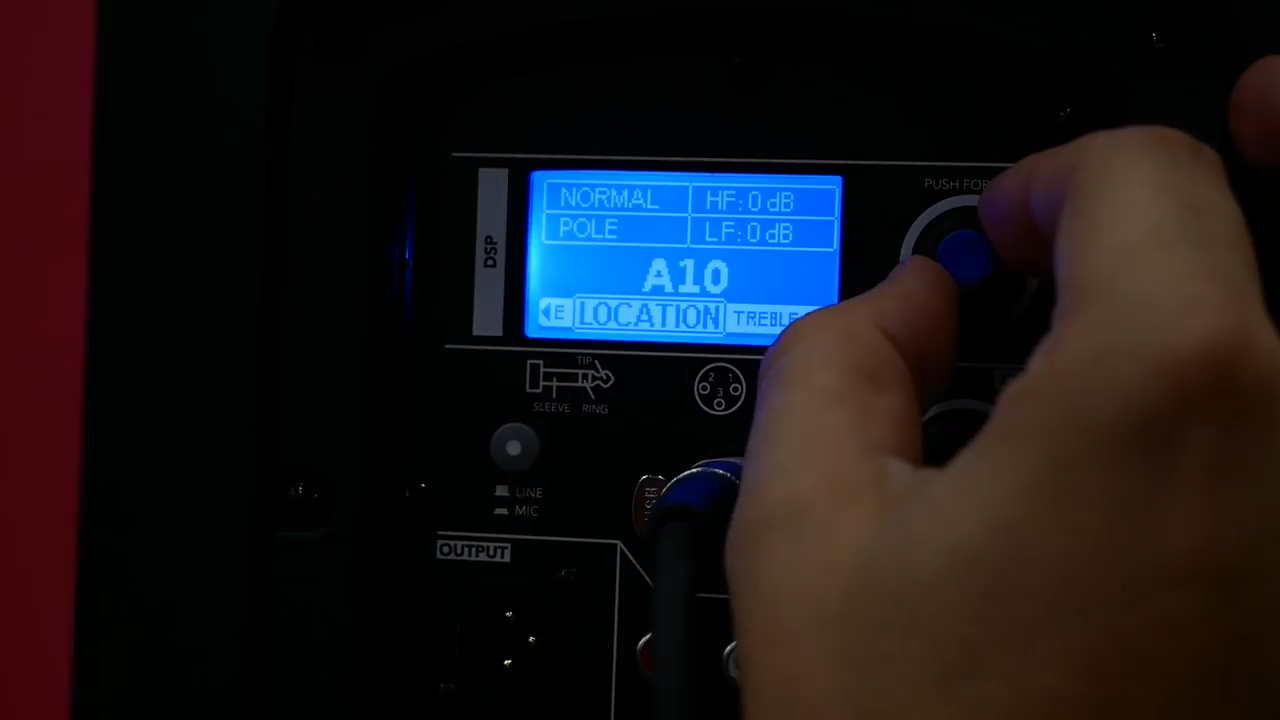 PUSH FOR
DSP
NORMAL HF: 0 dB
POLE LF: 0 dB
A10
E LOCATION TREBLE
TIP
SLEEVE RING
2 1
3
LINE
MIC
OUTPUT